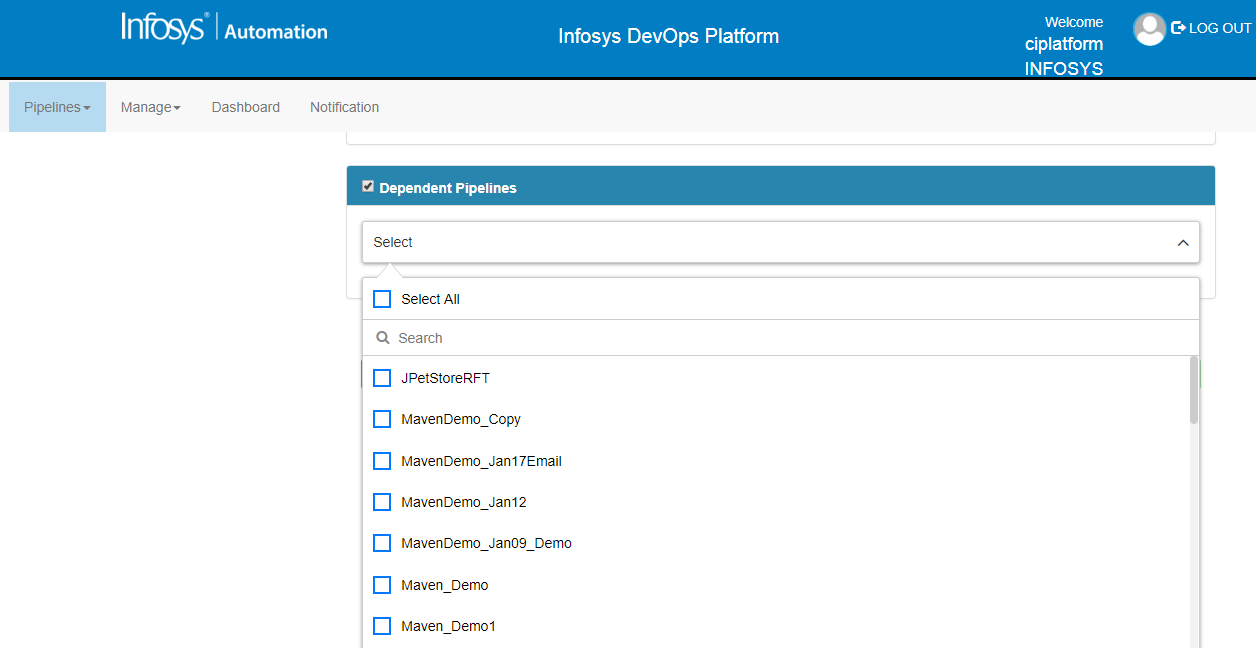 Infosys® | Automation
Infosys DevOps Platform
Welcome
ciplatform
INFOSYS
LOG OUT
Pipelines
Manage
Dashboard
Notification
Dependent Pipelines
Select
Select All
Search
JPetStoreRFT
MavenDemo_Copy
MavenDemo_Jan17Email
MavenDemo_Jan12
MavenDemo_Jan09_Demo
Maven_Demo
Maven_Demo1